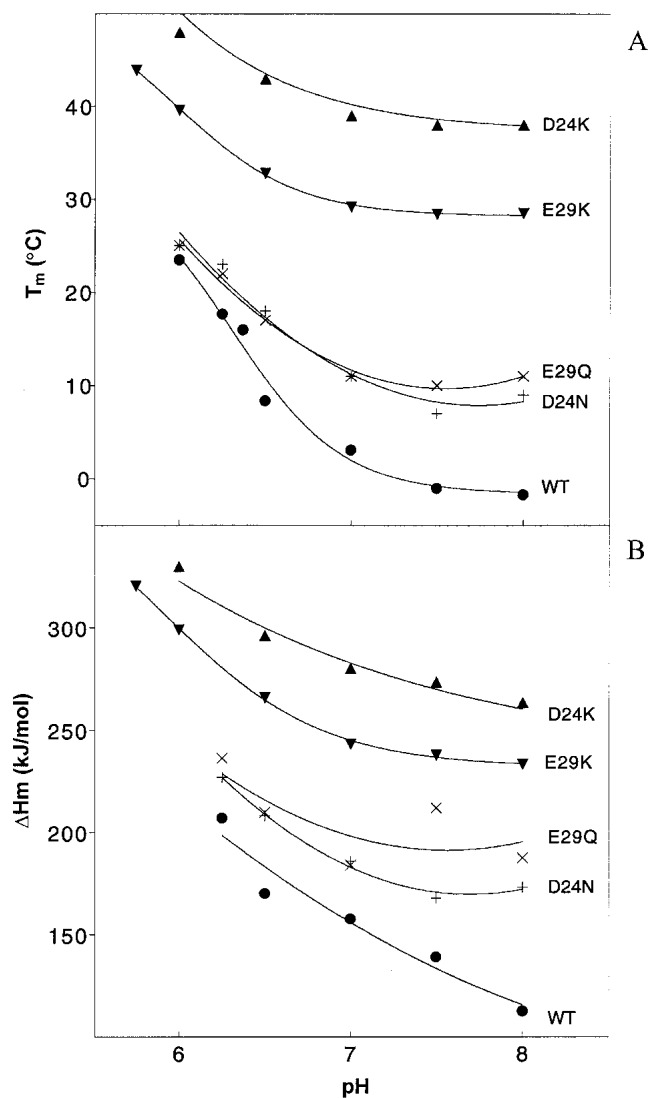 A
40
30
20
10
0
Tm (°C)
D24K
E29K
E29Q
D24N
WT
B
300
250
200
150
ΔHm (kJ/mol)
D24K
E29K
E29Q
D24N
WT
6 7 8
pH